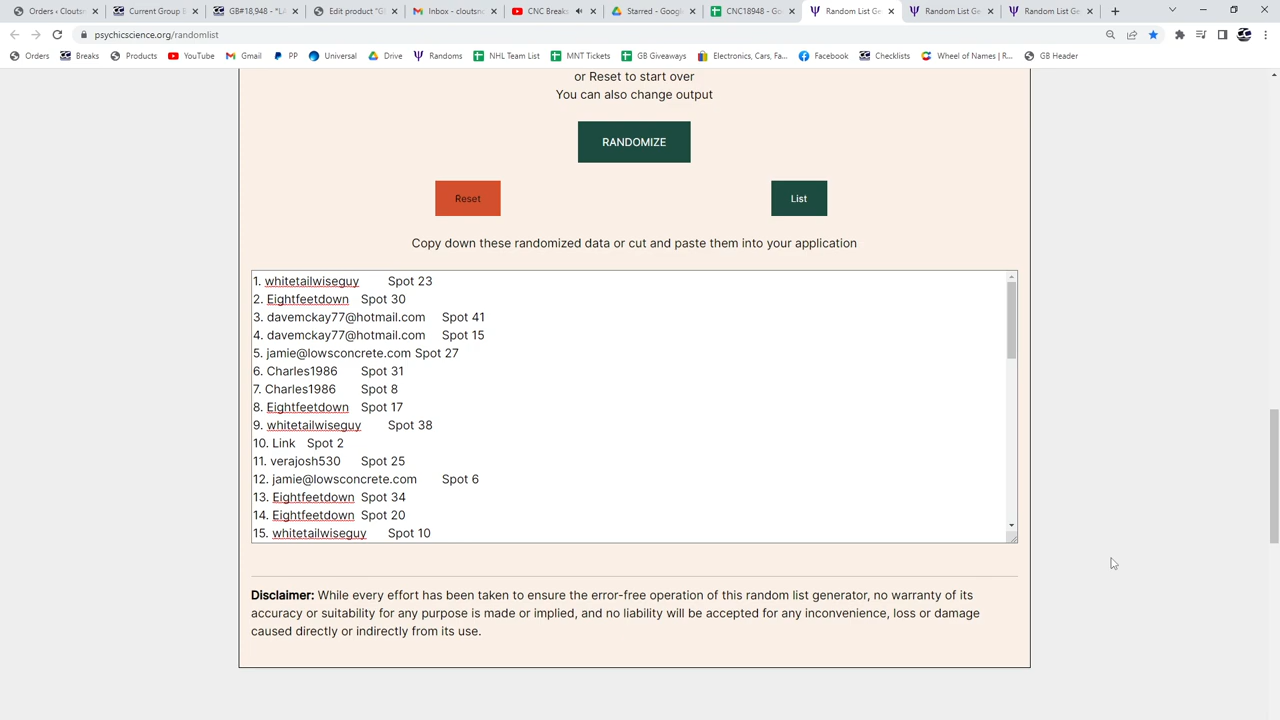 Orders ‹ Cloutsn
Current Group B
GB#18,948 - *LA
Edit product "G
Inbox - cloutsno
CNC Breaks
Starred - Google
CNC18948 - Goo
Random List Ge
Random List Ge
Random List Ge
psychicscience.org/randomlist
Orders
Breaks
Products
YouTube
Gmail
PP
Universal
Drive
Randoms
NHL Team List
MNT Tickets
GB Giveaways
Electronics, Cars, Fa...
Facebook
Checklists
Wheel of Names | R...
GB Header
or Reset to start over
You can also change output
RANDOMIZE
Reset
List
Copy down these randomized data or cut and paste them into your application
1. whitetailwiseguy Spot 23
2. Eightfeetdown Spot 30
3. davemckay77@hotmail.com Spot 41
4. davemckay77@hotmail.com Spot 15
5. jamie@lowsconcrete.com Spot 27
6. Charles1986 Spot 31
7. Charles1986 Spot 8
8. Eightfeetdown Spot 17
9. whitetailwiseguy Spot 38
10. Link Spot 2
11. verajosh530 Spot 25
12. jamie@lowsconcrete.com Spot 6
13. Eightfeetdown Spot 34
14. Eightfeetdown Spot 20
15. whitetailwiseguy Spot 10
Disclaimer: While every effort has been taken to ensure the error-free operation of this random list generator, no warranty of its
accuracy or suitability for any purpose is made or implied, and no liability will be accepted for any inconvenience, loss or damage
caused directly or indirectly from its use.